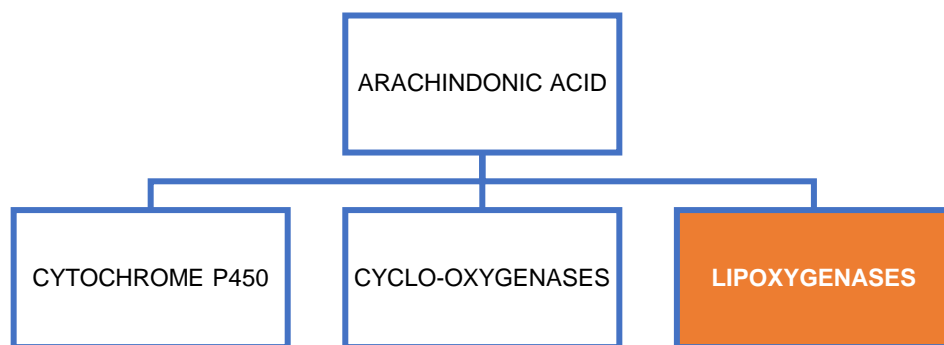 ARACHINDONIC ACID
CYTOCHROME P450
CYCLO-OXYGENASES
LIPOXYGENASES